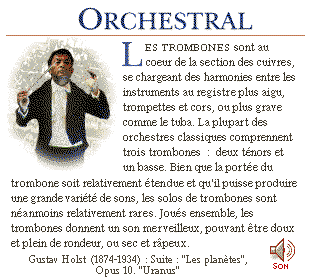 ORCHESTRAL
LES TROMBONES sont au
coeur de la section des cuivres,
se chargeant des harmonies entre les
instruments au registre plus aigu,
trompettes et cors, ou plus grave
comme le tuba. La plupart des
orchestres classiques comprennent
trois trombones : deux ténors et
un basse. Bien que la portée du
trombone soit relativement étendue et qu'il puisse produire
une grande variété de sons, les solos de trombones sont
néanmoins relativement rares. Joués ensemble, les
trombones donnent un son merveilleux, pouvant être doux
et plein de rondeur, ou sec et râpeux.
Gustav Holst (1874-1934) : Suite : "Les planètes",
Opus 10. "Uranus"
SON